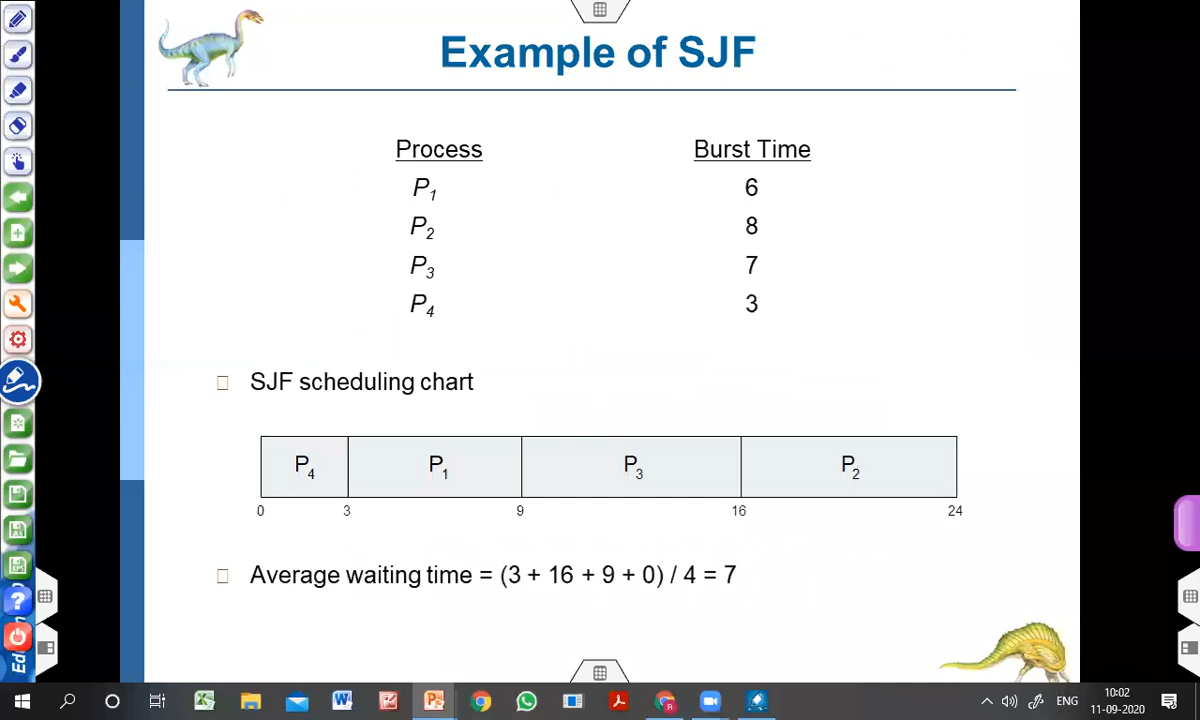 Example of SJF
Process Burst Time
P1 6
P2 8
P3 7
P4 3
SJF scheduling chart
P4 P1 P3 P2
0 3 9 16 24
Average waiting time = (3 + 16 + 9 + 0) / 4 = 7
ENG
10:02
11-09-2020